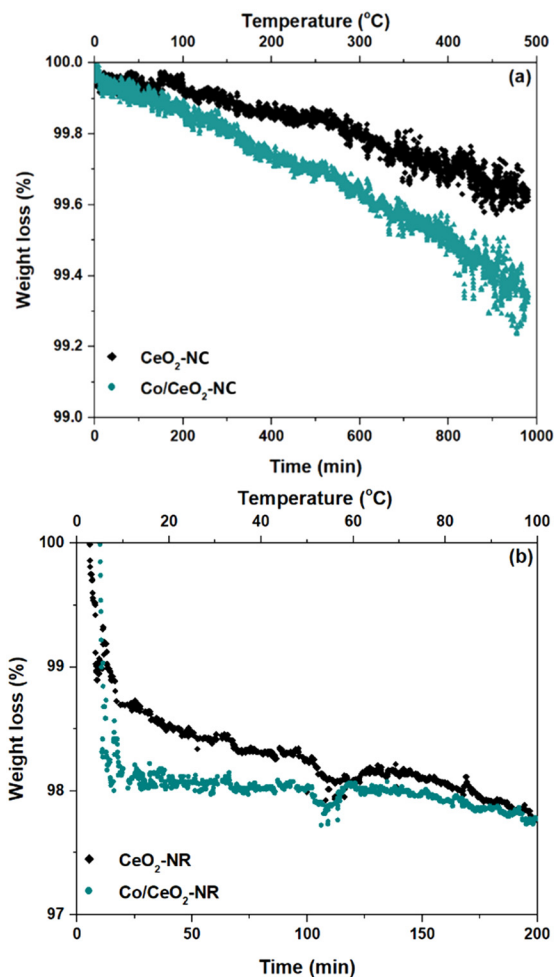 Temperature (°C)
0 100 200 300 400 500
100.0
(a)
99.8
99.6
99.4
99.2
99.0
Weight loss (%)
CeO₂-NC
Co/CeO₂-NC
0 200 400 600 800 1000
Time (min)
Temperature (°C)
0 20 40 60 80 100
100
(b)
99
98
97
Weight loss (%)
CeO₂-NR
Co/CeO₂-NR
0 50 100 150 200
Time (min)